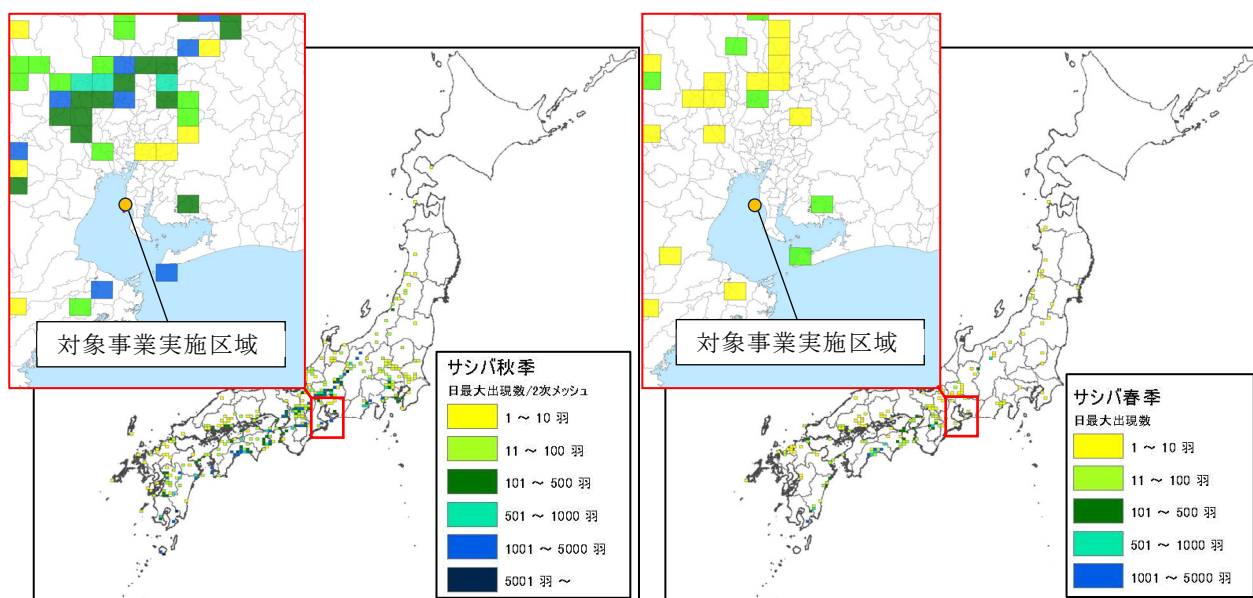 対象事業実施区域
サシバ秋季
日最大出現数/2次メッシュ
1 ～ 10 羽
11 ～ 100 羽
101 ～ 500 羽
501 ～ 1000 羽
1001 ～ 5000 羽
5001 羽 ～
対象事業実施区域
サシバ春季
日最大出現数
1 ～ 10 羽
11 ～ 100 羽
101 ～ 500 羽
501 ～ 1000 羽
1001 ～ 5000 羽